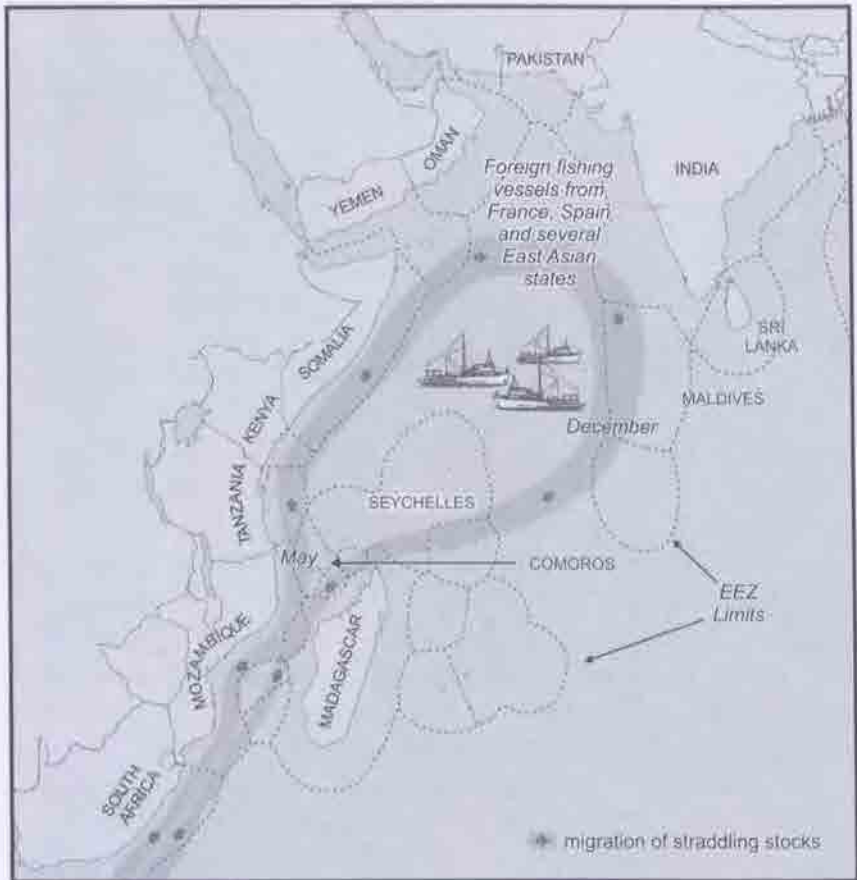 PAKISTAN
OMAN
YEMEN
INDIA
Foreign fishing
vessels from
France, Spain
and several
East Asian
states
SOMALIA
SRI
LANKA
MALDIVES
KENYA
December
TANZANIA
SEYCHELLES
May
COMOROS
EEZ
Limits
MOZAMBIQUE
MADAGASCAR
SOUTH
AFRICA
migration of straddling stocks